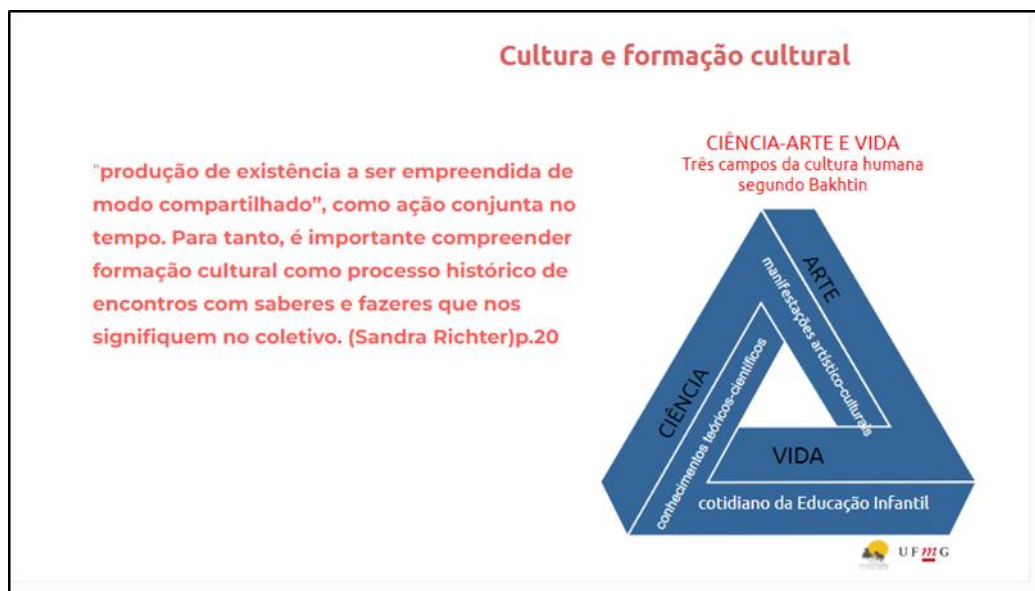 Cultura e formação cultural
“produção de existência a ser empreendida de
modo compartilhado”, como ação conjunta no
tempo. Para tanto, é importante compreender
formação cultural como processo histórico de
encontros com saberes e fazeres que nos
signifiquem no coletivo. (Sandra Richter)p.20
CIÊNCIA-ARTE E VIDA
Três campos da cultura humana
segundo Bakhtin
ARTE
manifestações artístico-culturais
CIÊNCIA
conhecimentos teóricos-científicos
VIDA
cotidiano da Educação Infantil
UFMG